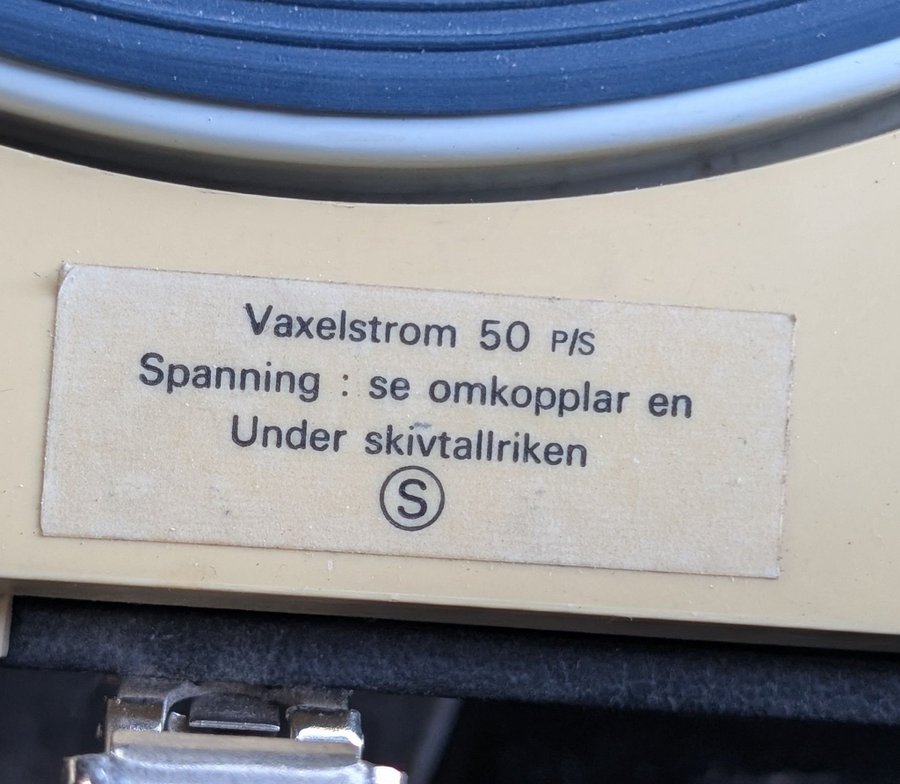 Vaxelstrom 50 P/S
Spanning : se omkopplar en
Under skivtallriken
S